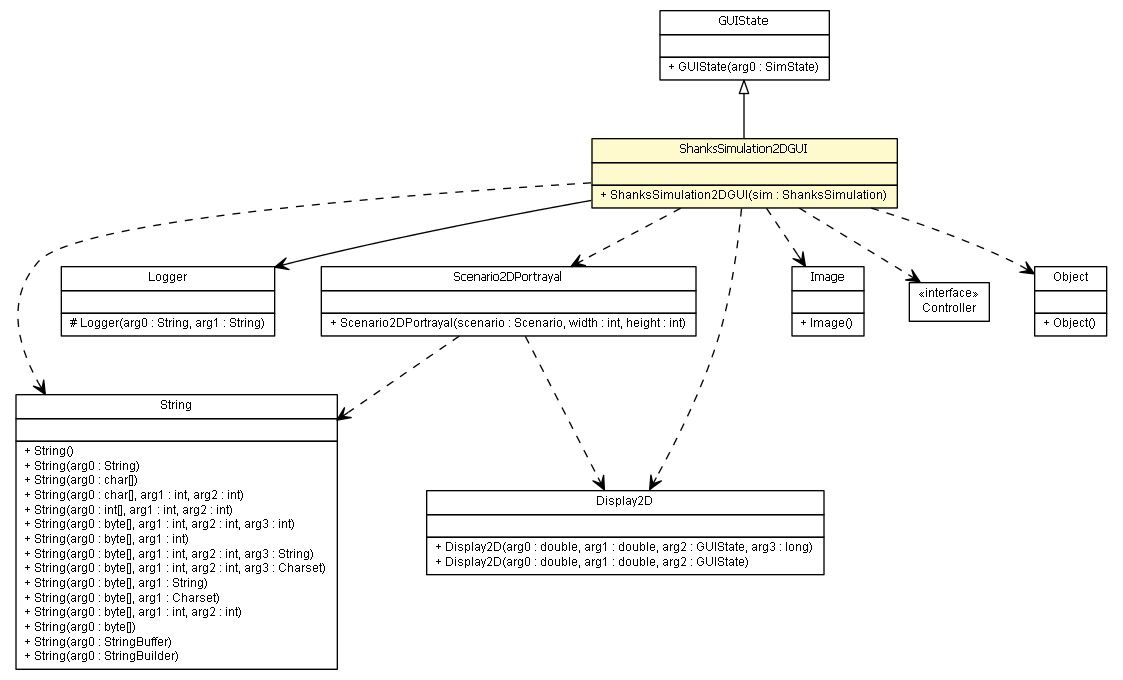 GUIState
+ GUIState(arg0 : SimState)
ShanksSimulation2DGUI
+ ShanksSimulation2DGUI(sim : ShanksSimulation)
Logger
# Logger(arg0 : String, arg1 : String)
Scenario2DPortrayal
+ Scenario2DPortrayal(scenario : Scenario, width : int, height : int)
Image
+ Image()
«interface»
Controller
Object
+ Object()
String
+ String()
+ String(arg0 : String)
+ String(arg0 : char[])
+ String(arg0 : char[], arg1 : int, arg2 : int)
+ String(arg0 : int[], arg1 : int, arg2 : int)
+ String(arg0 : byte[], arg1 : int, arg2 : int, arg3 : int)
+ String(arg0 : byte[], arg1 : int)
+ String(arg0 : byte[], arg1 : int, arg2 : int, arg3 : String)
+ String(arg0 : byte[], arg1 : int, arg2 : int, arg3 : Charset)
+ String(arg0 : byte[], arg1 : String)
+ String(arg0 : byte[], arg1 : Charset)
+ String(arg0 : byte[], arg1 : int, arg2 : int)
+ String(arg0 : byte[])
+ String(arg0 : StringBuffer)
+ String(arg0 : StringBuilder)
Display2D
+ Display2D(arg0 : double, arg1 : double, arg2 : GUIState, arg3 : long)
+ Display2D(arg0 : double, arg1 : double, arg2 : GUIState)